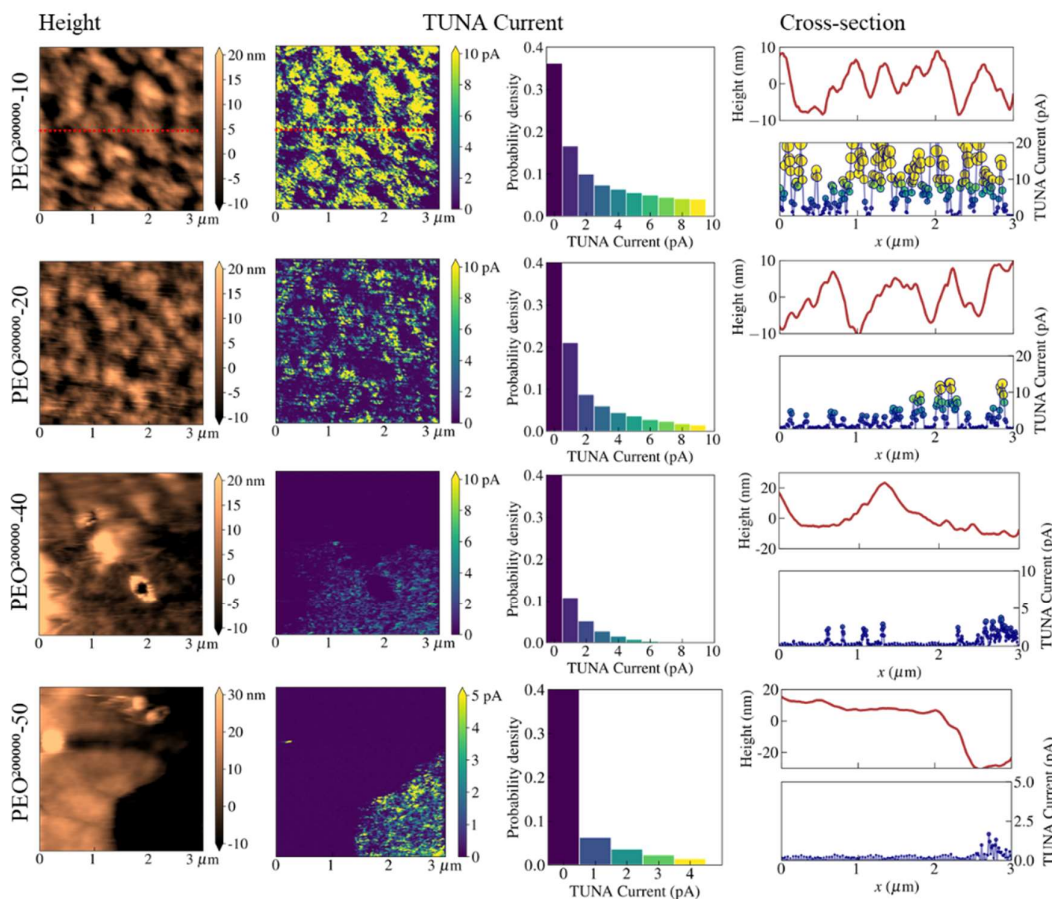 Height
TUNA Current
Cross-section
PEO²⁰⁰⁰⁰⁰-10
20 nm
15
10
5
0
-5
-10
0 1 2 3 μm
10 pA
8
6
4
2
0
0 1 2 3 μm
Probability density
0.4
0.3
0.2
0.1
0.0
0 2 4 6 8 10
TUNA Current (pA)
Height (nm)
10
0
−10
TUNA Current (pA)
20
10
0
0 1 2 3
x (μm)
PEO²⁰⁰⁰⁰⁰-20
20 nm
15
10
5
0
-5
-10
0 1 2 3 μm
10 pA
8
6
4
2
0
0 1 2 3 μm
Probability density
0.4
0.3
0.2
0.1
0.0
0 2 4 6 8 10
TUNA Current (pA)
Height (nm)
10
0
−10
TUNA Current (pA)
20
10
0
0 1 2 3
x (μm)
PEO²⁰⁰⁰⁰⁰-40
20 nm
15
10
5
0
-5
-10
0 1 2 3 μm
10 pA
8
6
4
2
0
0 1 2 3 μm
Probability density
0.4
0.3
0.2
0.1
0.0
0 2 4 6 8 10
TUNA Current (pA)
Height (nm)
20
0
-20
TUNA Current (pA)
10
5
0
0 1 2 3
x (μm)
PEO²⁰⁰⁰⁰⁰-50
30 nm
20
10
0
-10
0 1 2 3 μm
5 pA
4
3
2
1
0
0 1 2 3 μm
Probability density
0.4
0.3
0.2
0.1
0.0
0 1 2 3 4
TUNA Current (pA)
Height (nm)
20
0
-20
TUNA Current (pA)
5.0
2.5
0.0
0 1 2 3
x (μm)